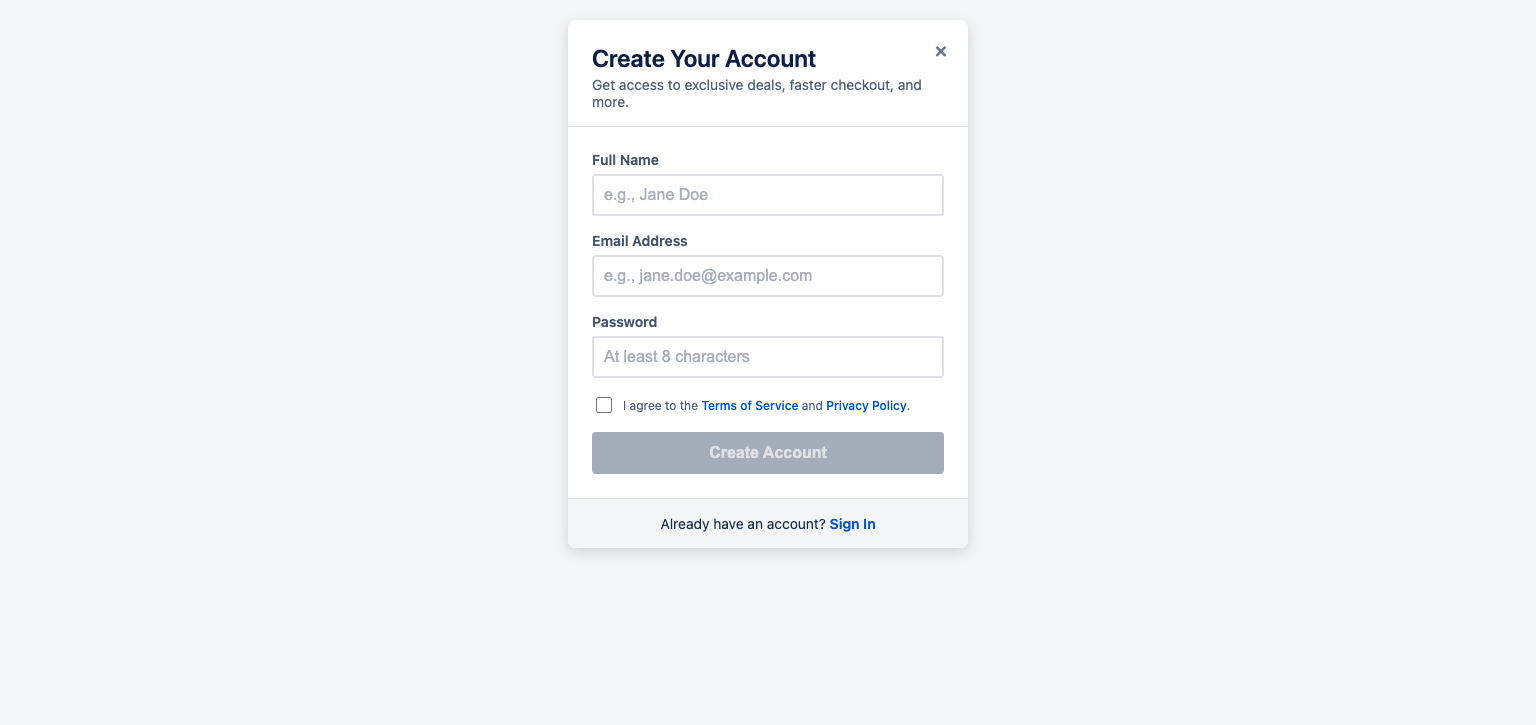 Create Your Account
×
Get access to exclusive deals, faster checkout, and
more.
Full Name
e.g., Jane Doe
Email Address
e.g., jane.doe@example.com
Password
At least 8 characters
I agree to the Terms of Service and Privacy Policy.
Create Account
Already have an account? Sign In